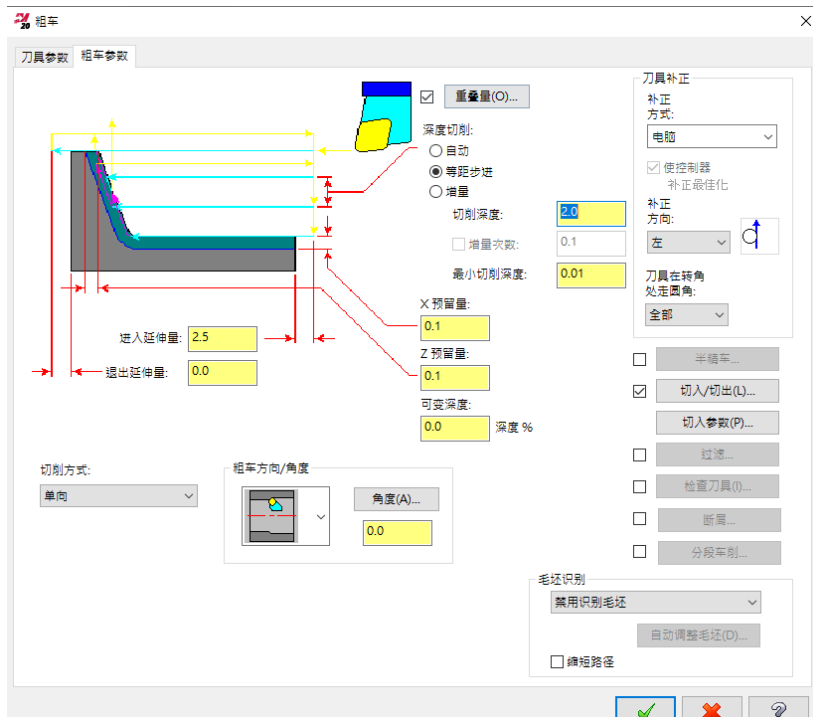 20 粗车
刀具参数 粗车参数
重叠量(O)...
深度切削:
自动
等距步进
增量
切削深度: 2.0
增量次数: 0.1
最小切削深度: 0.01
X 预留量:
0.1
Z 预留量:
0.1
可变深度:
0.0 深度 %
进入延伸量: 2.5
退出延伸量: 0.0
切削方式:
单向
粗车方向/角度
角度(A)...
0.0
刀具补正
补正
方式:
电脑
使控制器
补正最佳化
补正
方向:
左
刀具在转角
处走圆角:
全部
半精车...
切入/切出(L)...
切入参数(P)...
过滤...
检查刀具(I)...
断屑...
分段车削...
毛坯识别
禁用识别毛坯
自动调整毛坯(D)...
缩短路径